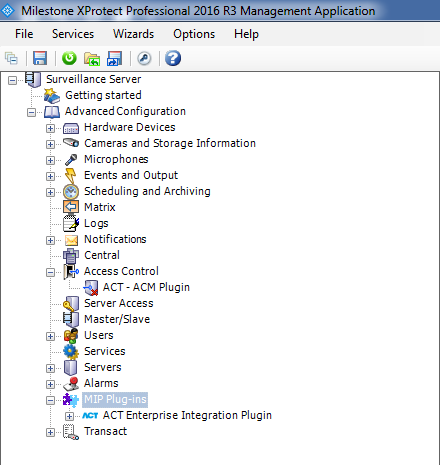 Milestone XProtect Professional 2016 R3 Management Application
File Services Wizards Options Help
Surveillance Server
Getting started
Advanced Configuration
Hardware Devices
Cameras and Storage Information
Microphones
Events and Output
Scheduling and Archiving
Matrix
Logs
Notifications
Central
Access Control
ACT - ACM Plugin
Server Access
Master/Slave
Users
Services
Servers
Alarms
MIP Plug-ins
ACT ACT Enterprise Integration Plugin
Transact